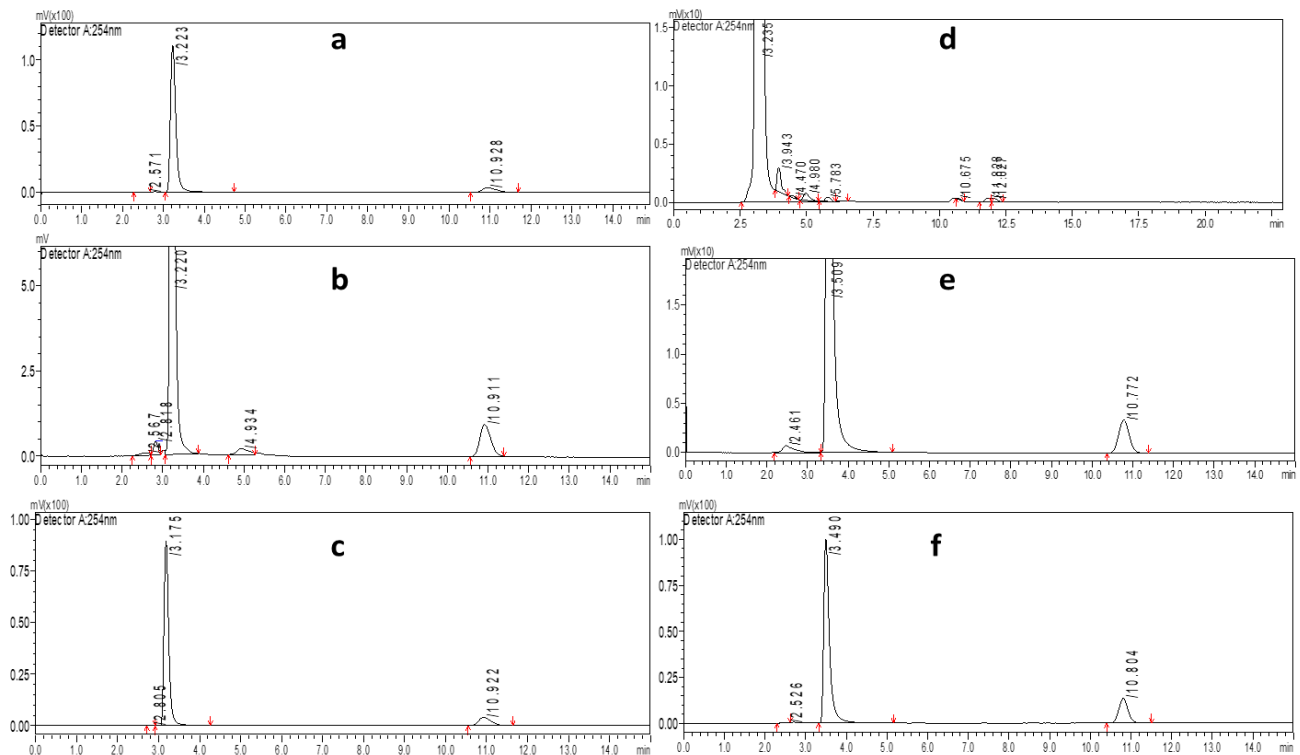 mV(x100)
Detector A:254nm
a
1.0
0.5
0.0
/2.571
/3.223
/10.928
0.0 1.0 2.0 3.0 4.0 5.0 6.0 7.0 8.0 9.0 10.0 11.0 12.0 13.0 14.0 min
mV
Detector A:254nm
b
5.0
2.5
0.0
/2.567
/2.818
/3.220
/4.934
/10.911
0.0 1.0 2.0 3.0 4.0 5.0 6.0 7.0 8.0 9.0 10.0 11.0 12.0 13.0 14.0 min
mV(x100)
Detector A:254nm
c
1.00
0.75
0.50
0.25
0.00
/2.805
/3.175
/10.922
0.0 1.0 2.0 3.0 4.0 5.0 6.0 7.0 8.0 9.0 10.0 11.0 12.0 13.0 14.0 min
mV(x10)
Detector A:254nm
d
1.5
1.0
0.5
0.0
/3.235
/3.943
/4.470
/4.980
/5.783
/10.675
0.0 2.5 5.0 7.5 10.0 12.5 15.0 17.5 20.0 min
mV(x10)
Detector A:254nm
e
1.5
1.0
0.5
0.0
/2.461
/3.509
/10.772
0.0 1.0 2.0 3.0 4.0 5.0 6.0 7.0 8.0 9.0 10.0 11.0 12.0 13.0 14.0 min
mV(x100)
Detector A:254nm
f
1.00
0.75
0.50
0.25
0.00
/2.526
/3.490
/10.804
0.0 1.0 2.0 3.0 4.0 5.0 6.0 7.0 8.0 9.0 10.0 11.0 12.0 13.0 14.0 min